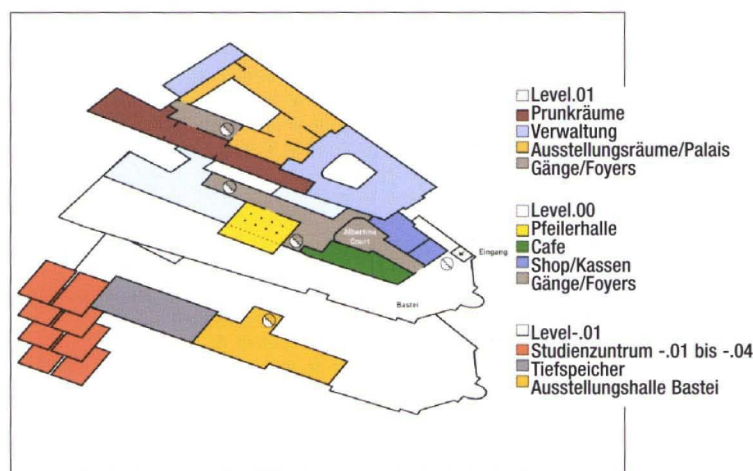 Level.01
Prunkräume
Verwaltung
Ausstellungsräume/Palais
Gänge/Foyers
Level.00
Pfeilerhalle
Cafe
Shop/Kassen
Gänge/Foyers
Albertina
Court
Eingang
Bastei
Level-.01
Studienzuntrum -.01 bis -.04
Tiefspeicher
Ausstellungshalle Bastei